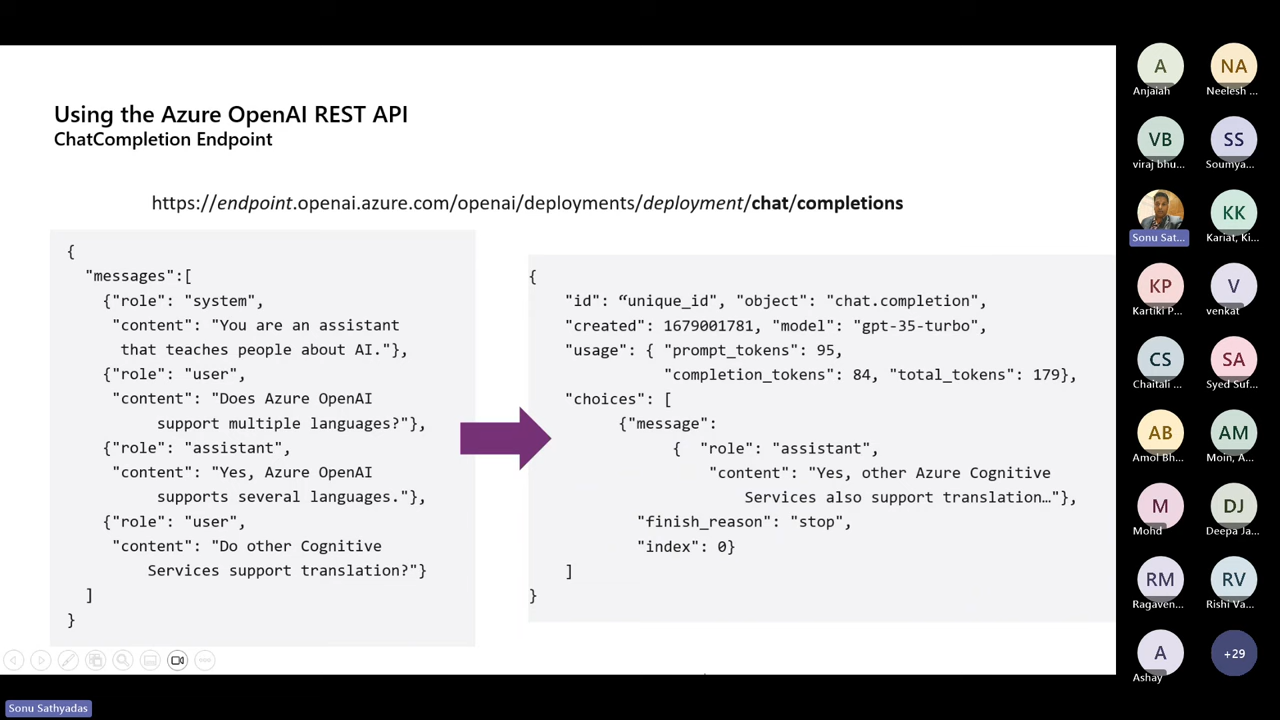 Using the Azure OpenAI REST API
ChatCompletion Endpoint
https://endpoint.openai.azure.com/openai/deployments/deployment/chat/completions
{
"messages":[
{"role": "system",
"content": "You are an assistant
that teaches people about AI."},
{"role": "user",
"content": "Does Azure OpenAI
support multiple languages?"},
{"role": "assistant",
"content": "Yes, Azure OpenAI
supports several languages."},
{"role": "user",
"content": "Do other Cognitive
Services support translation?"}
]
}
{
"id": “unique_id", "object": "chat.completion",
"created": 1679001781, "model": "gpt-35-turbo",
"usage": { "prompt_tokens": 95,
"completion_tokens": 84, "total_tokens": 179},
"choices": [
{"message":
{ "role": "assistant",
"content": "Yes, other Azure Cognitive
Services also support translation…"},
"finish_reason": "stop",
"index": 0}
]
}
A
Anjaiah
NA
Neelesh ...
VB
viraj bhu...
SS
Soumya...
Sonu Sat...
KK
Kariat, Ki...
KP
Kartiki P...
V
venkat
CS
Chaitali ...
SA
Syed Suf...
AB
Amol Bh...
AM
Moin, A...
M
Mohd
DJ
Deepa Ja...
RM
Ragaven...
RV
Rishi Va...
A
Ashay
+29
Sonu Sathyadas